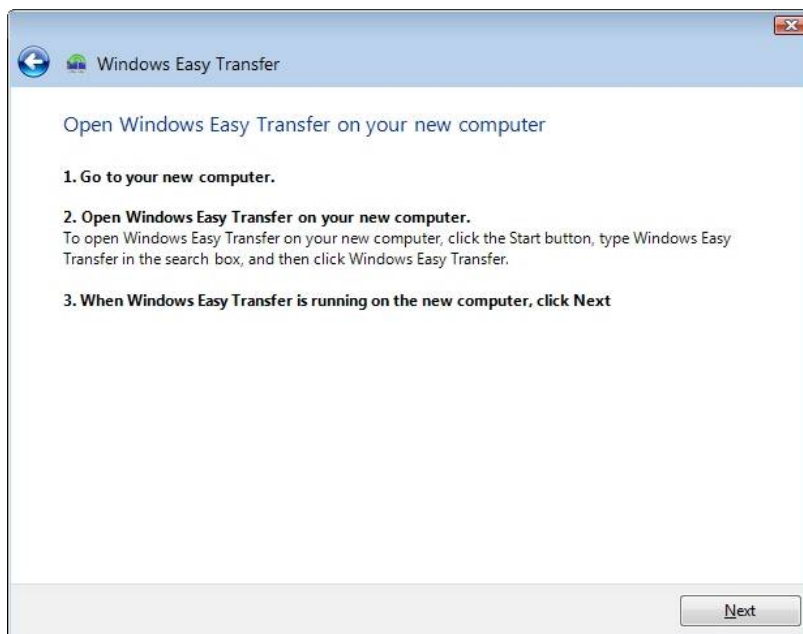 Windows Easy Transfer
Open Windows Easy Transfer on your new computer
1. Go to your new computer.
2. Open Windows Easy Transfer on your new computer.
To open Windows Easy Transfer on your new computer, click the Start button, type Windows Easy
Transfer in the search box, and then click Windows Easy Transfer.
3. When Windows Easy Transfer is running on the new computer, click Next
Next